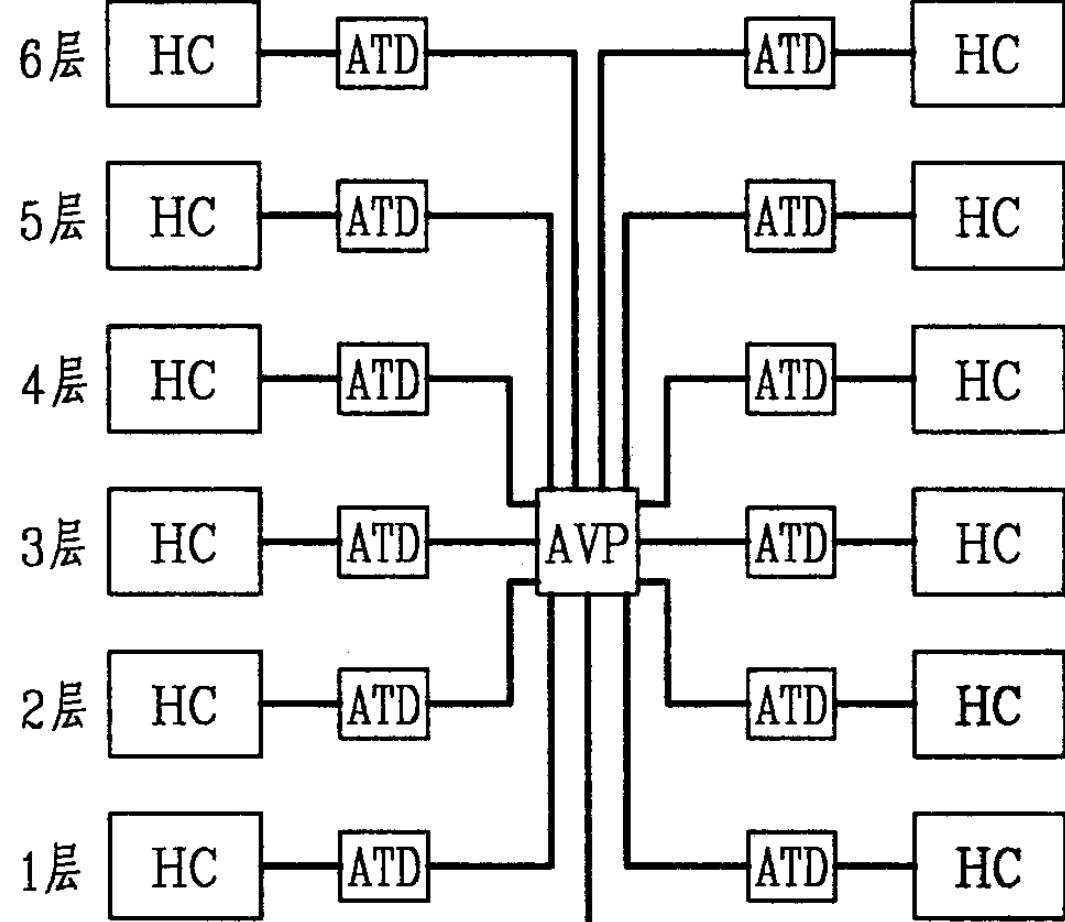 6层 HC ATD ATD HC
5层 HC ATD ATD HC
4层 HC ATD ATD HC
3层 HC ATD AVP ATD HC
2层 HC ATD ATD HC
1层 HC ATD ATD HC